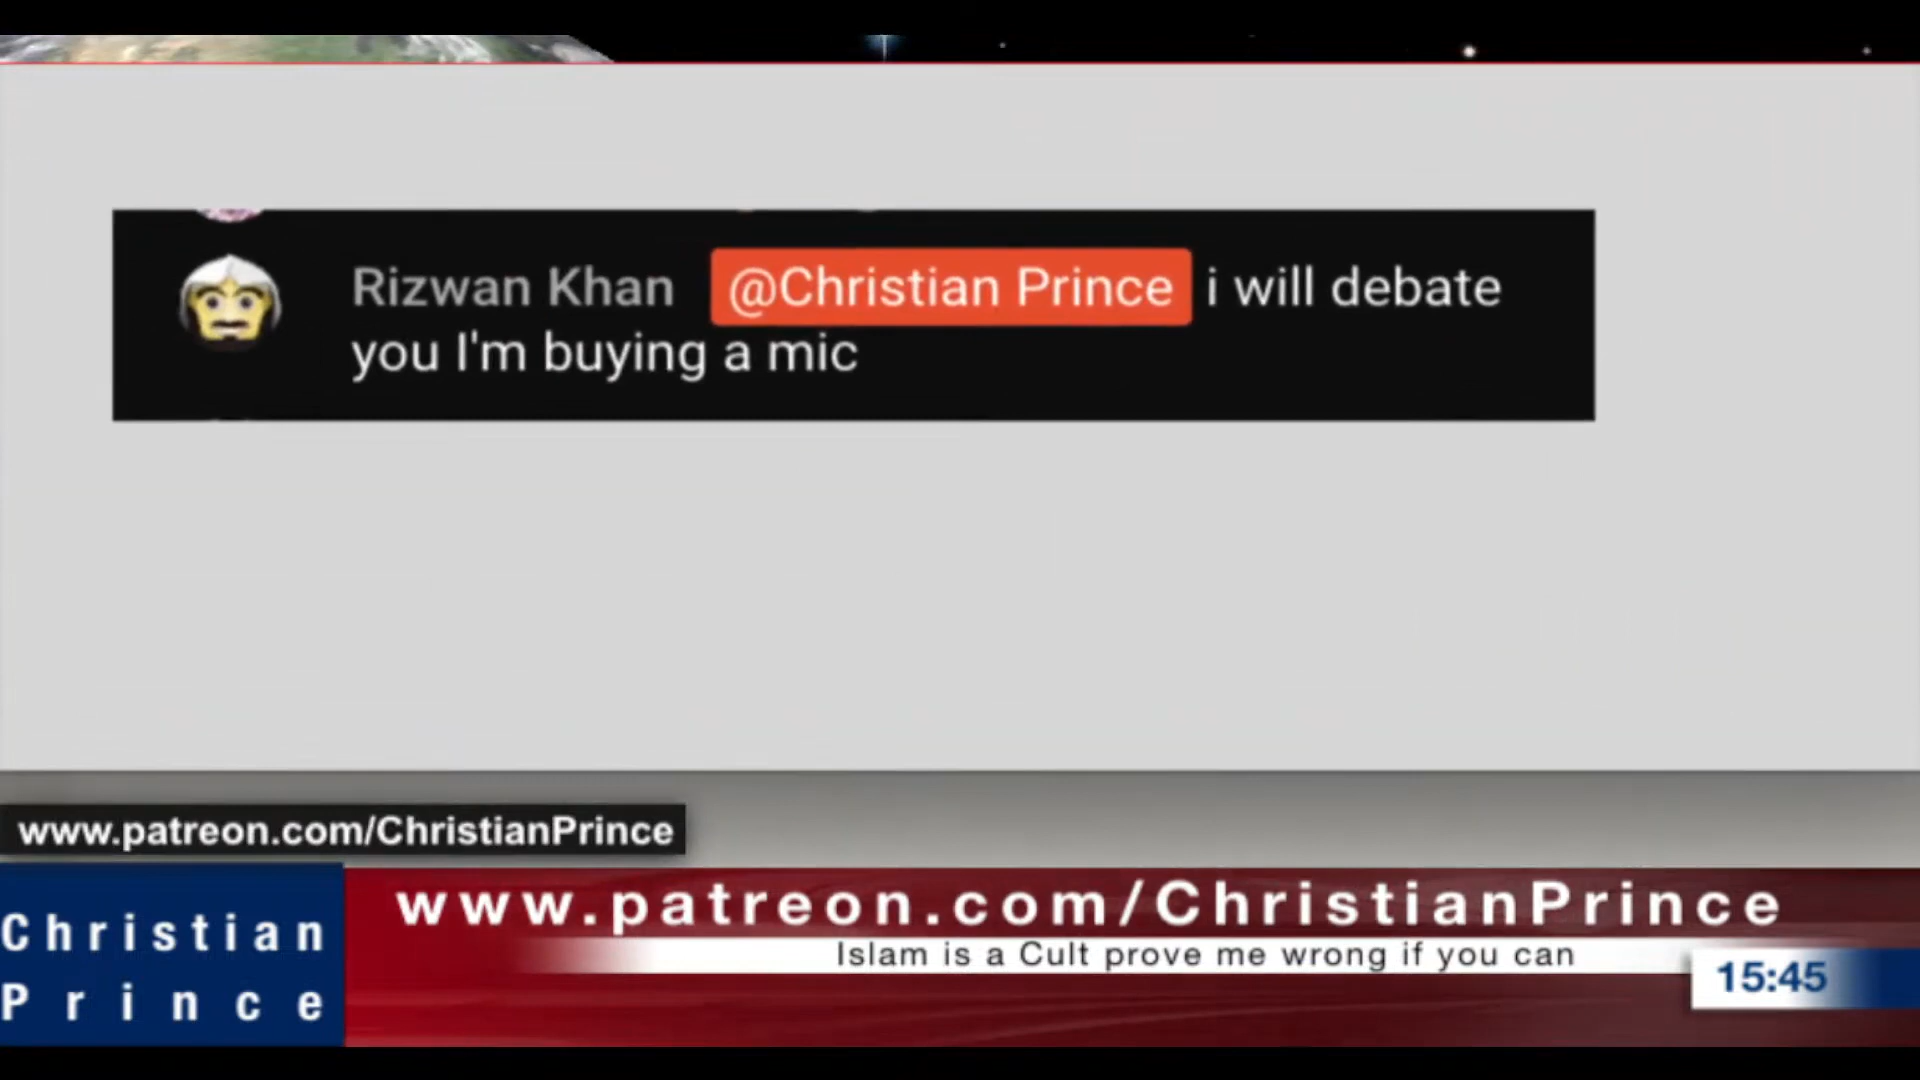 Rizwan Khan @Christian Prince i will debate
you I'm buying a mic
www.patreon.com/ChristianPrince
Christian
Prince
www.patreon.com/ChristianPrince
Islam is a Cult prove me wrong if you can
15:45